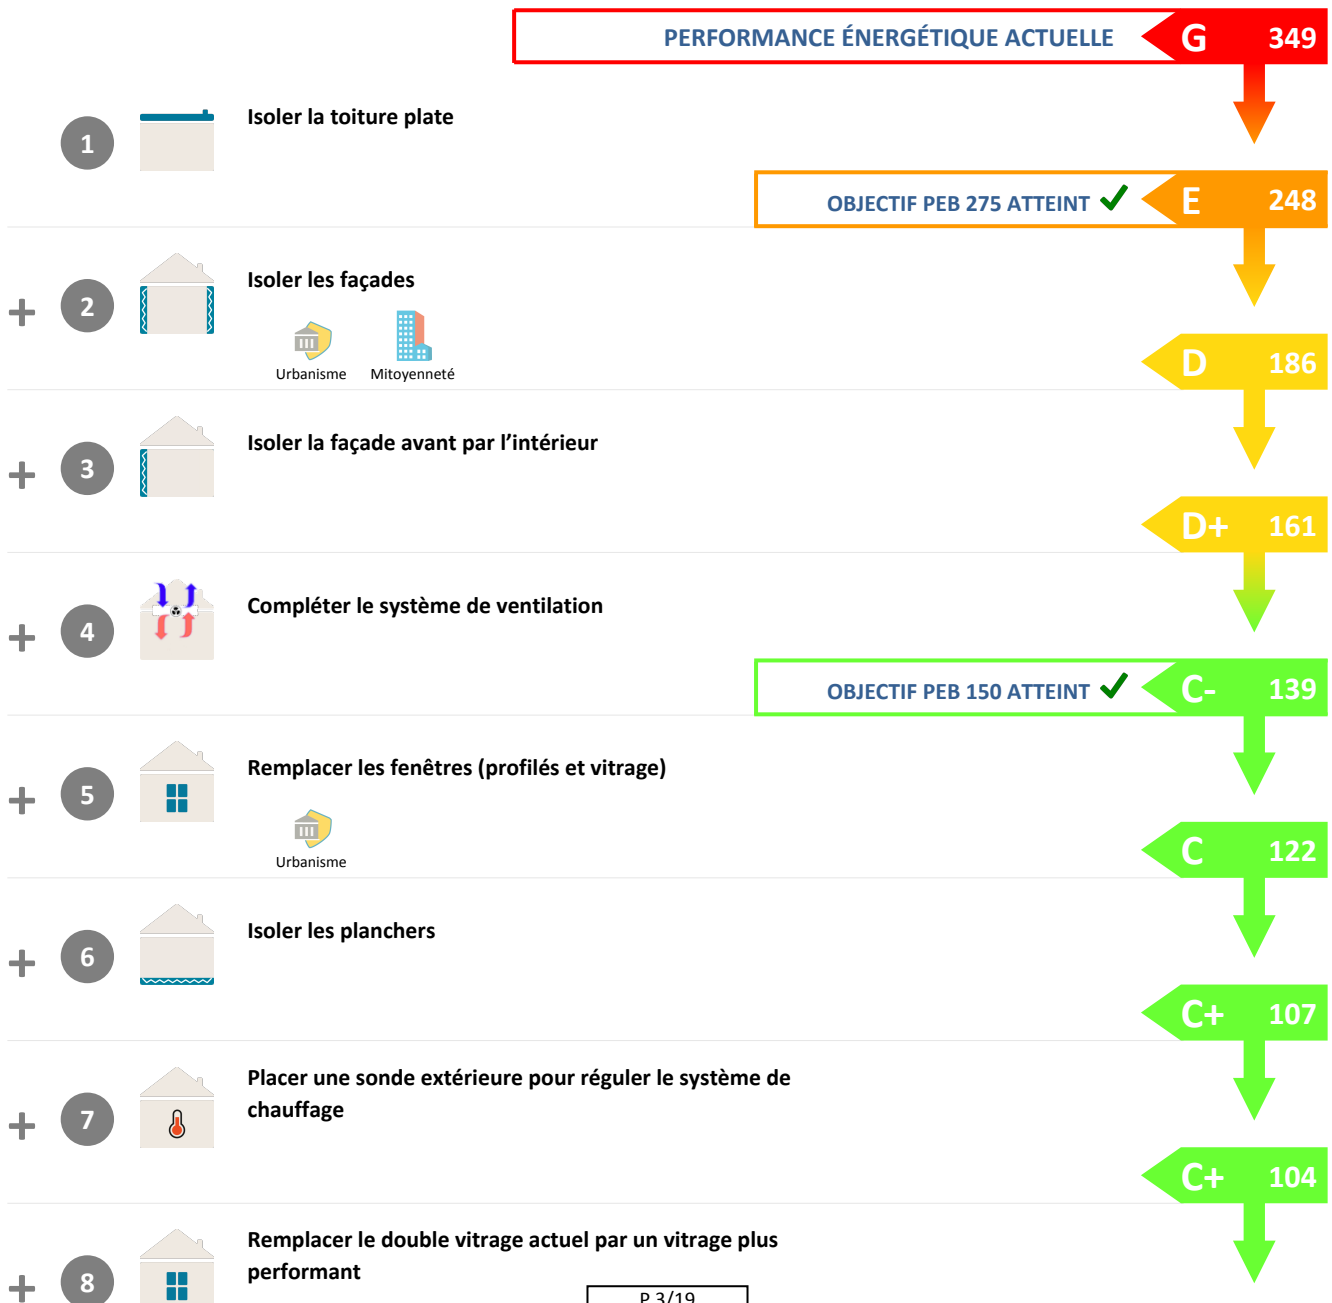 PERFORMANCE ÉNERGÉTIQUE ACTUELLE G 349
1 Isoler la toiture plate
OBJECTIF PEB 275 ATTEINT E 248
+ 2 Isoler les façades
Urbanisme Mitoyenneté
D 186
+ 3 Isoler la façade avant par l'intérieur
D+ 161
+ 4 Compléter le système de ventilation
OBJECTIF PEB 150 ATTEINT C- 139
+ 5 Remplacer les fenêtres (profilés et vitrage)
Urbanisme
C 122
+ 6 Isoler les planchers
C+ 107
+ 7 Placer une sonde extérieure pour réguler le système de
chauffage
C+ 104
+ 8 Remplacer le double vitrage actuel par un vitrage plus
performant
P 3/19